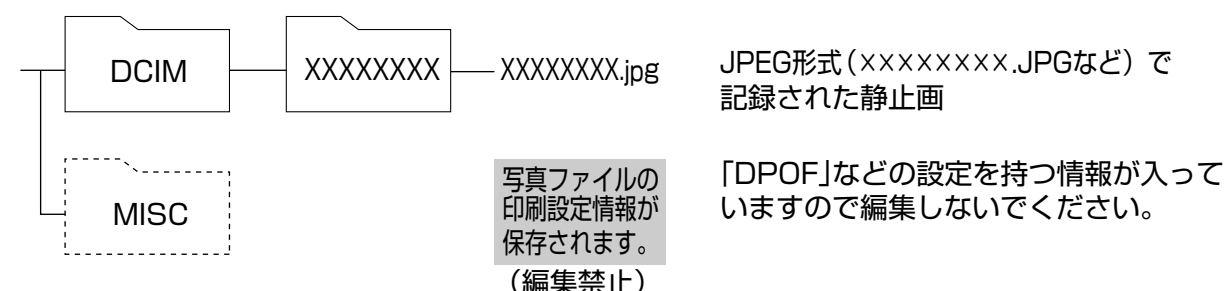 DCIM
XXXXXXXX
XXXXXXXX.jpg
JPEG形式（××××××××.JPGなど）で
記録された静止画
MISC
写真ファイルの
印刷設定情報が
保存されます。
（編集禁止）
「DPOF」などの設定を持つ情報が入って
いますので編集しないでください。